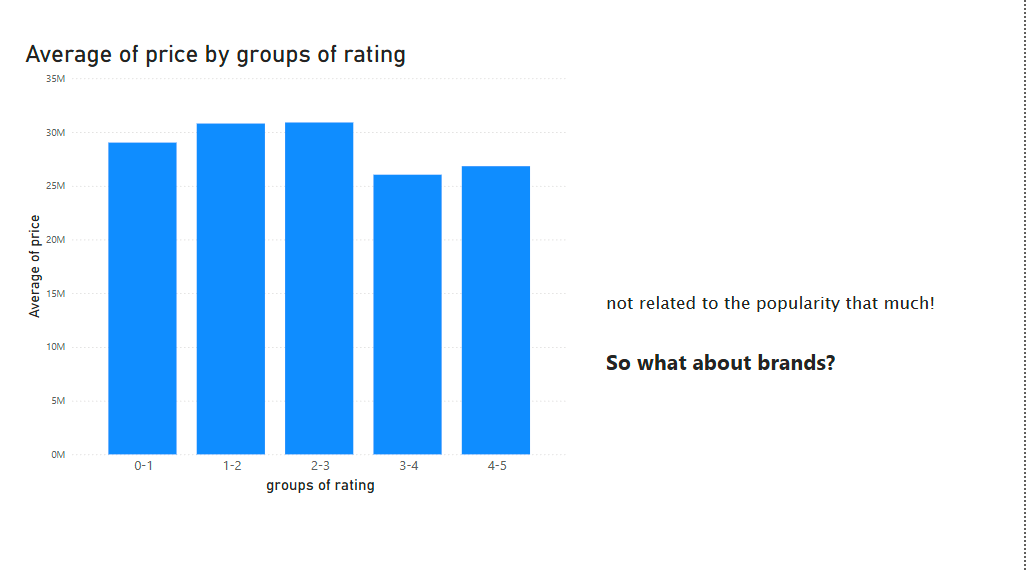 Average of price by groups of rating
35M
30M
25M
20M
15M
10M
5M
0M
Average of price
0-1 1-2 2-3 3-4 4-5
groups of rating
not related to the popularity that much!
So what about brands?